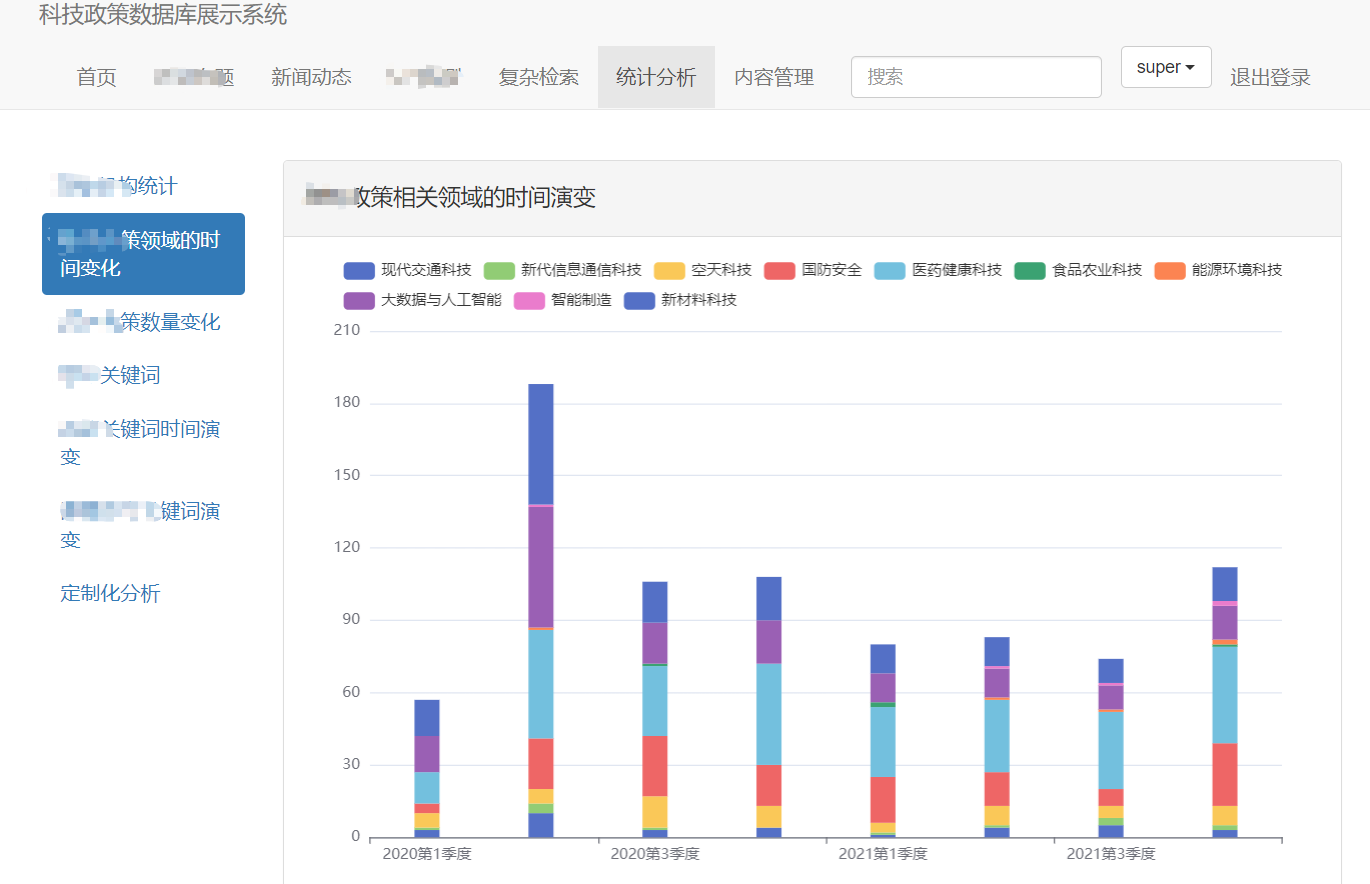 科技政策数据库展示系统
首页
题
新闻动态
复杂检索
统计分析
内容管理
搜索
super
退出登录
构统计
策领域的时
间变化
策数量变化
关键词
关键词时间演
变
键词演
变
定制化分析
政策相关领域的时间演变
现代交通科技 新代信息通信科技 空天科技 国防安全 医药健康科技 食品农业科技 能源环境科技
大数据与人工智能 智能制造 新材料科技
210
180
150
120
90
60
30
0
2020第1季度 2020第3季度 2021第1季度 2021第3季度